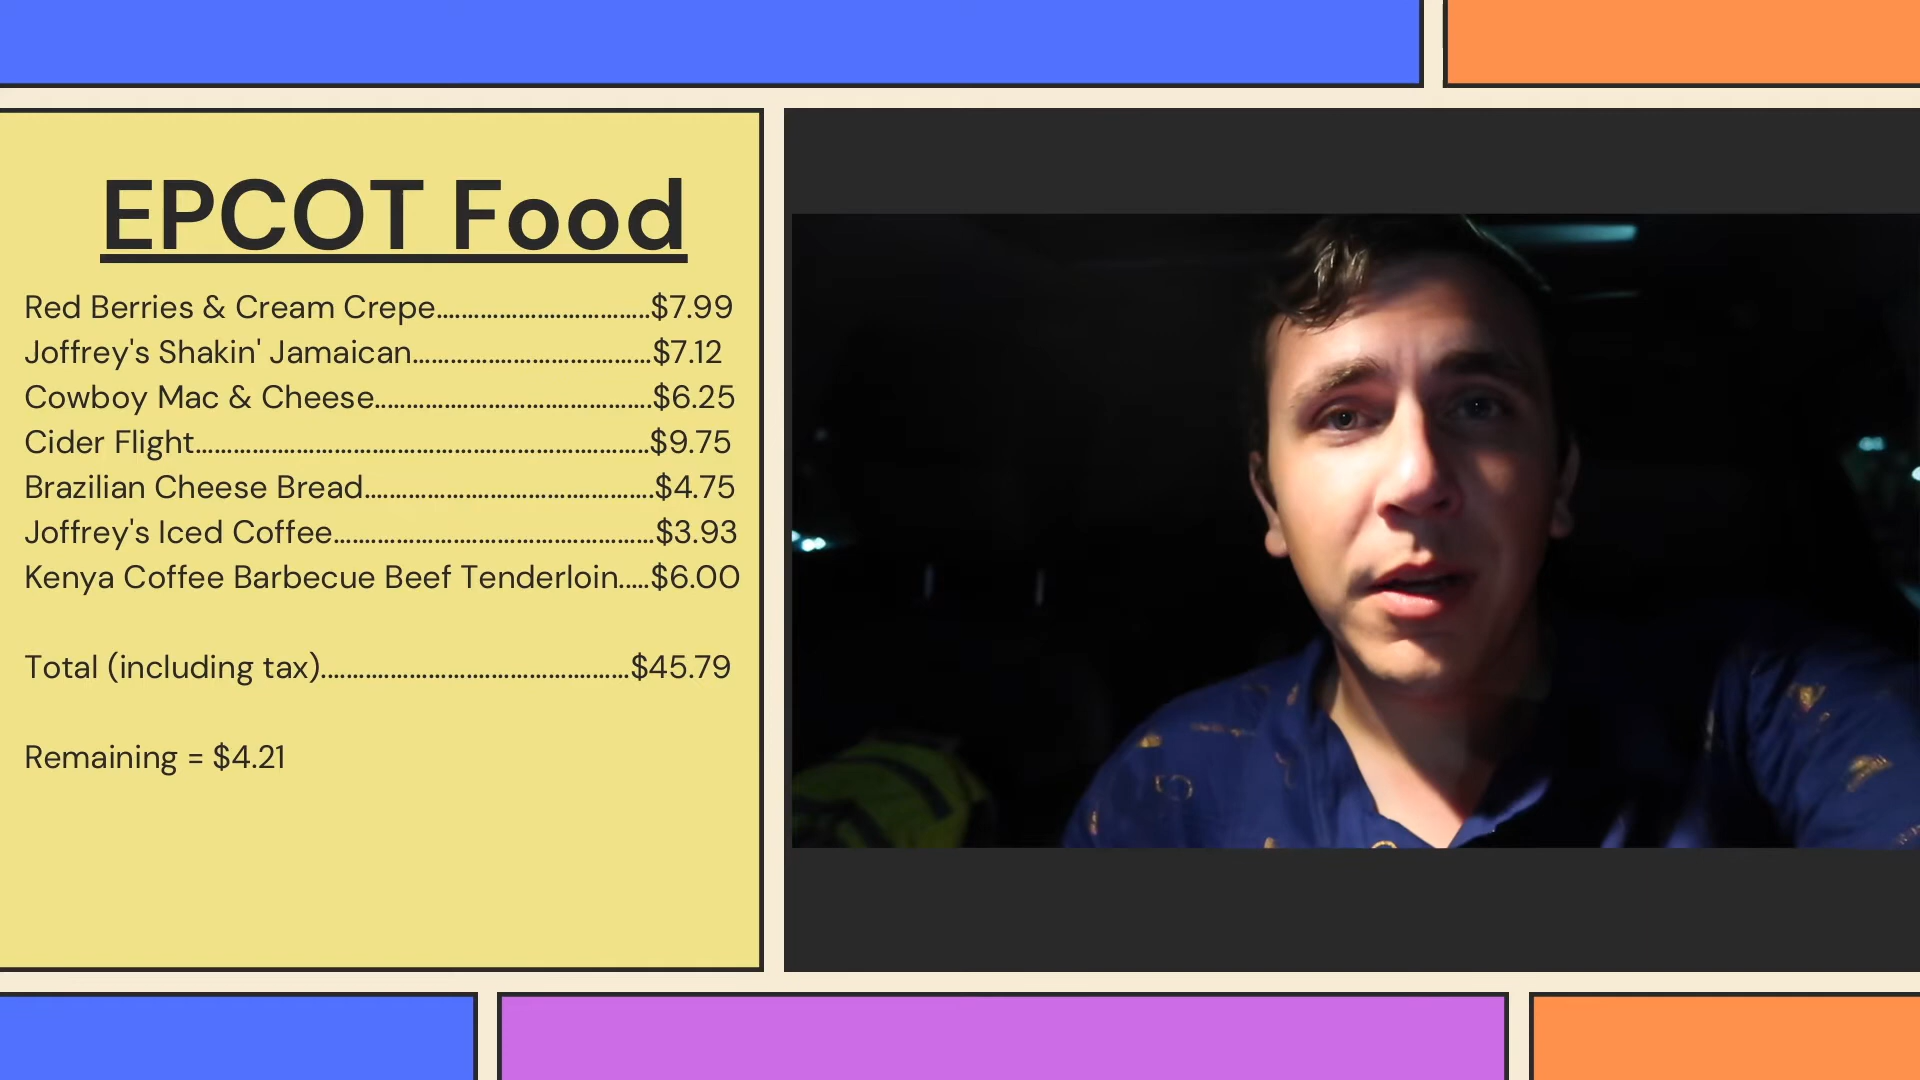 EPCOT Food
Red Berries & Cream Crepe.................................$7.99
Joffrey's Shakin' Jamaican.....................................$7.12
Cowboy Mac & Cheese...........................................$6.25
Cider Flight.......................................................................$9.75
Brazilian Cheese Bread.............................................$4.75
Joffrey's Iced Coffee..................................................$3.93
Kenya Coffee Barbecue Beef Tenderloin.....$6.00
Total (including tax)................................................$45.79
Remaining = $4.21